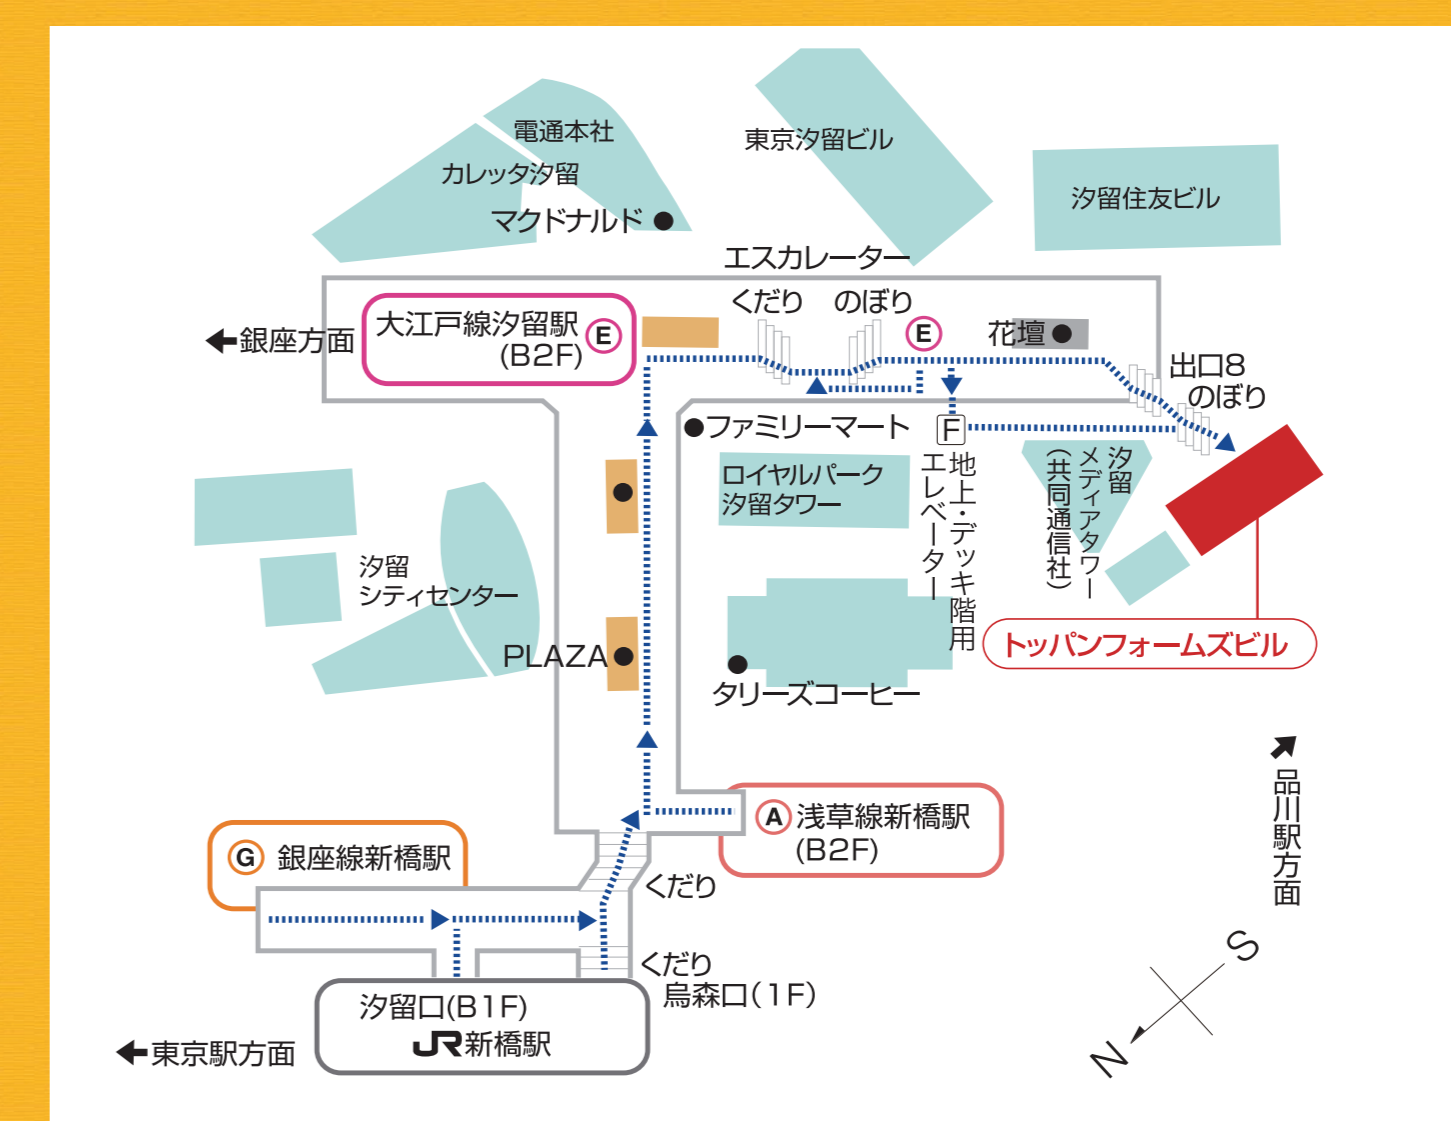 電通本社
カレッタ汐留
マクドナルド
東京汐留ビル
汐留住友ビル
エスカレーター
くだり
のぼり
銀座方面
大江戸線汐留駅
(B2F)
E
E
花壇
出口8
のぼり
ファミリーマート
F
地上・デッキ階用
エレベーター
ロイヤルパーク
汐留タワー
汐留
メディアタワー
(共同通信社)
汐留
シティセンター
PLAZA
タリーズコーヒー
トッパンフォームズビル
品川駅方面
A
浅草線新橋駅
(B2F)
G
銀座線新橋駅
くだり
くだり
烏森口(1F)
汐留口(B1F)
JR新橋駅
東京駅方面
S
N